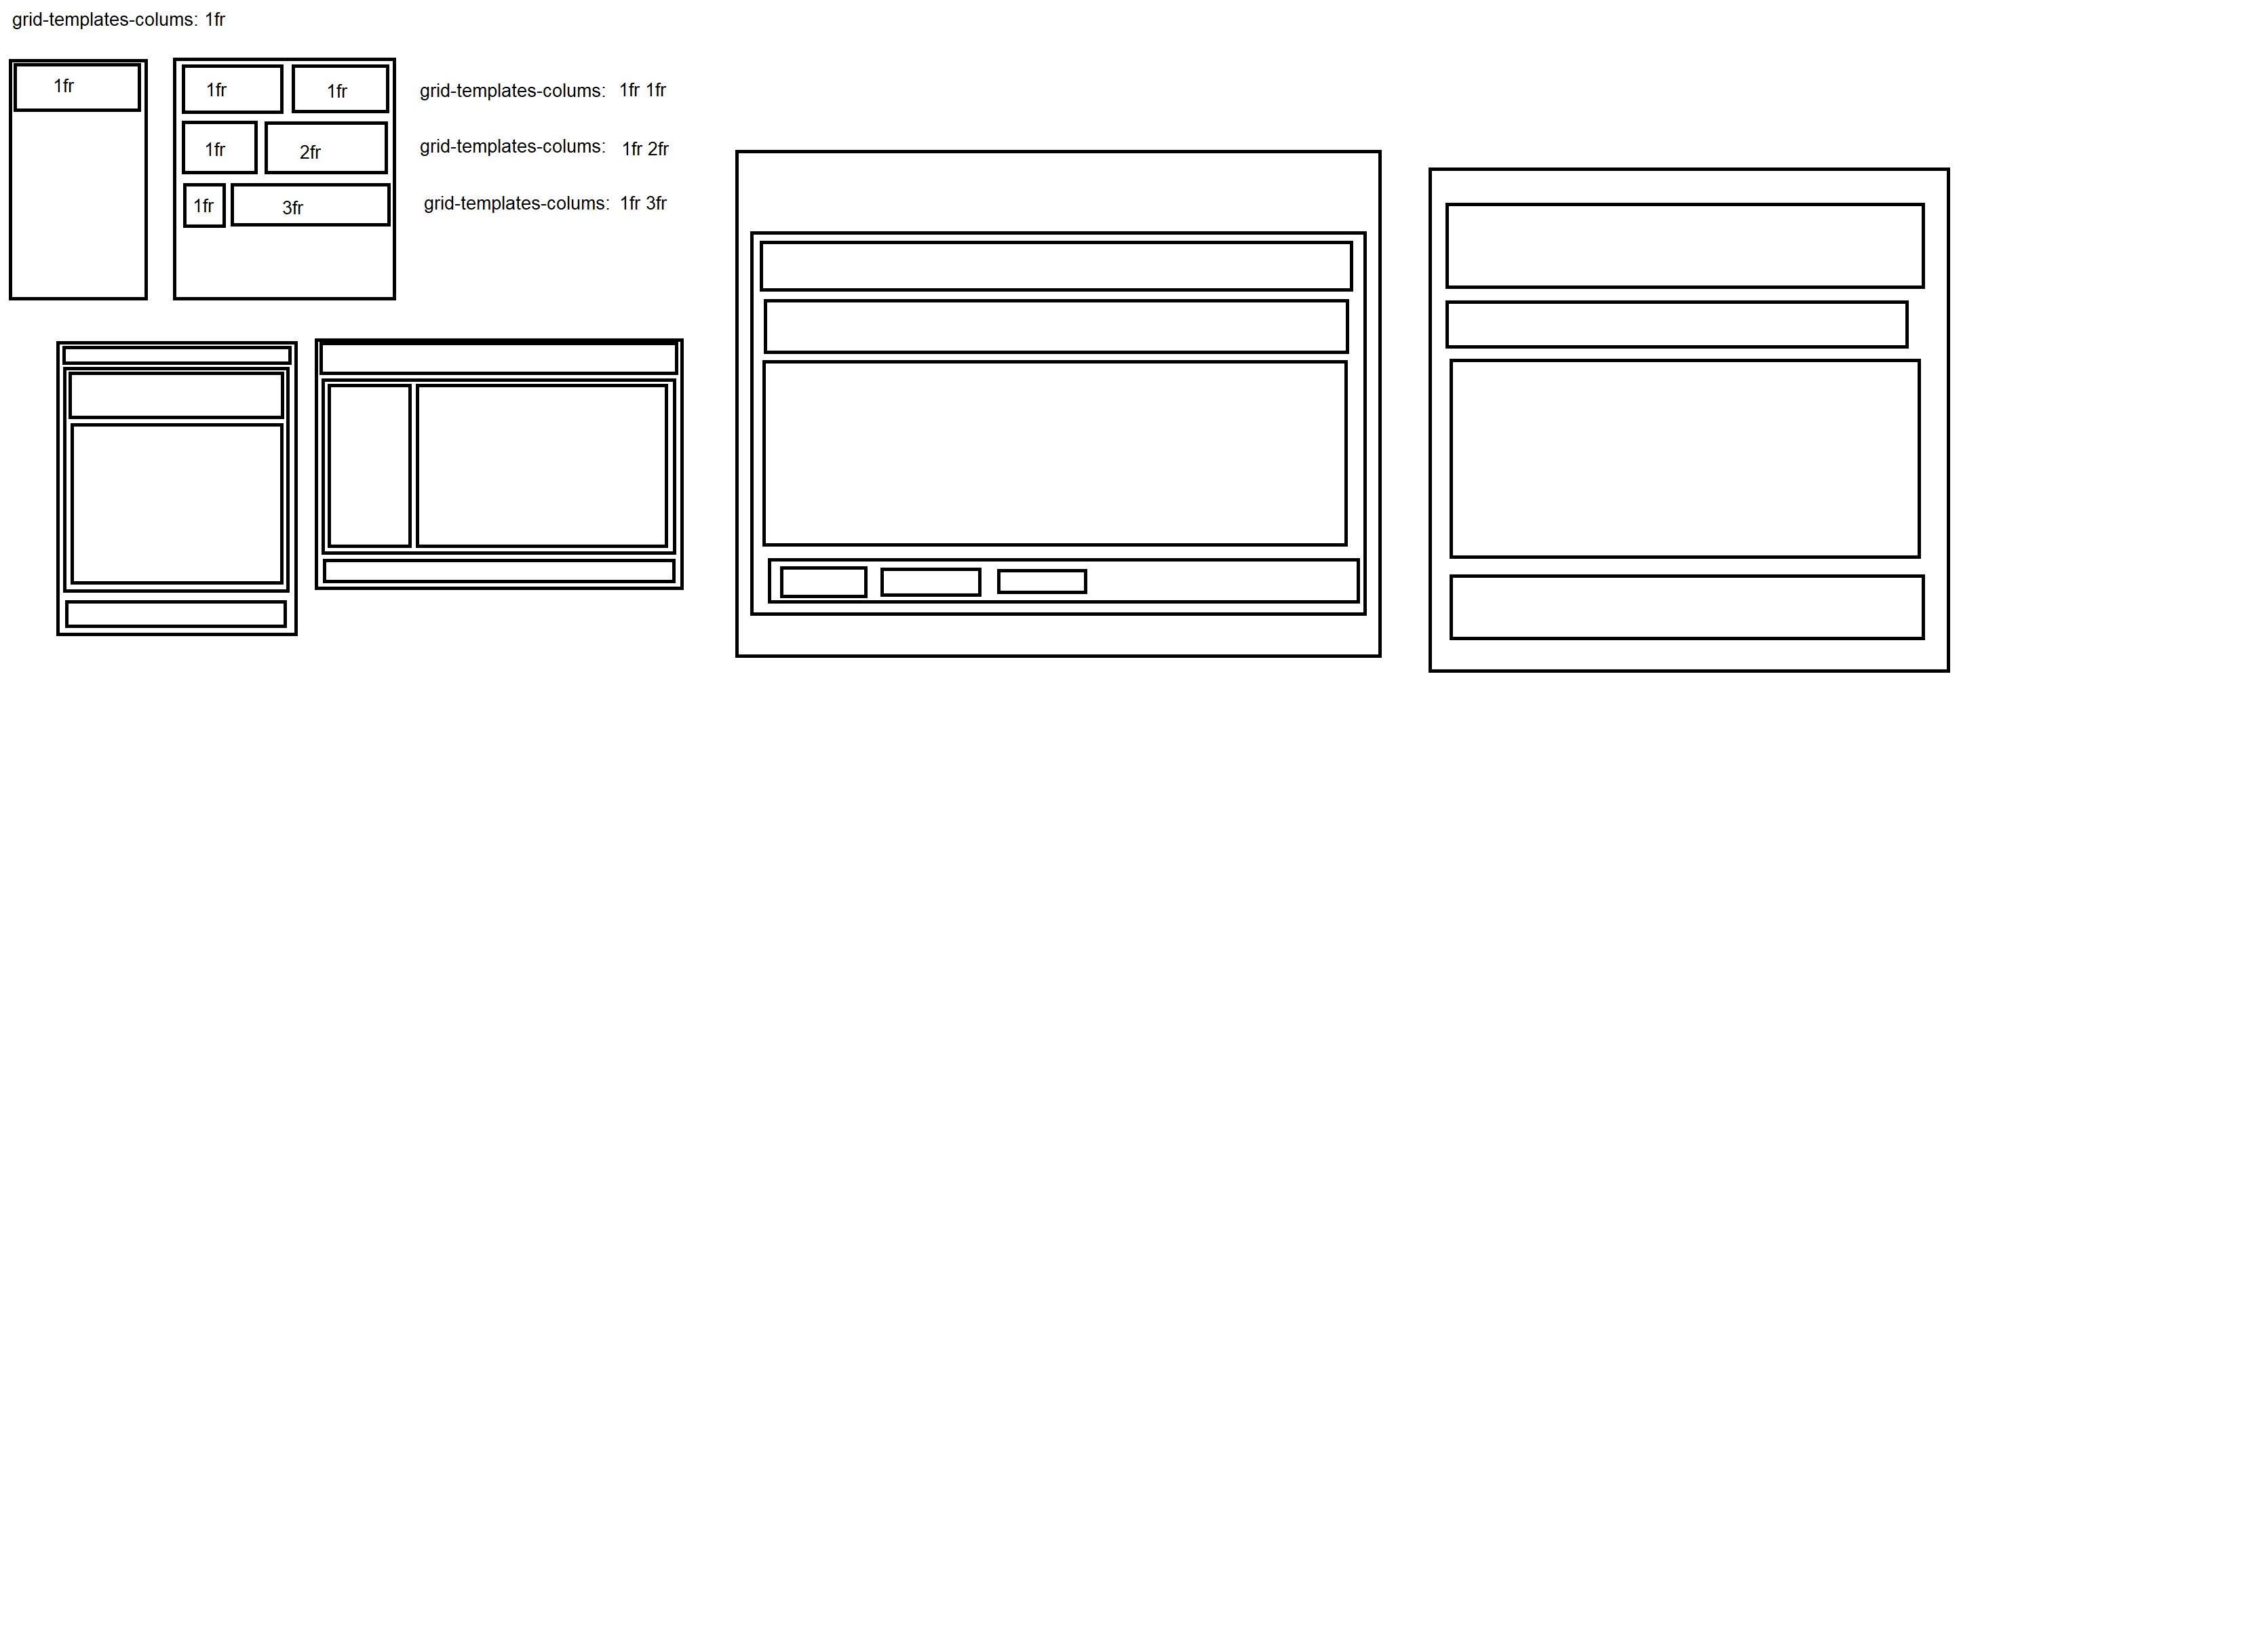 grid-templates-colums: 1fr
1fr
1fr 1fr grid-templates-colums: 1fr 1fr
1fr 2fr grid-templates-colums: 1fr 2fr
1fr 3fr grid-templates-colums: 1fr 3fr